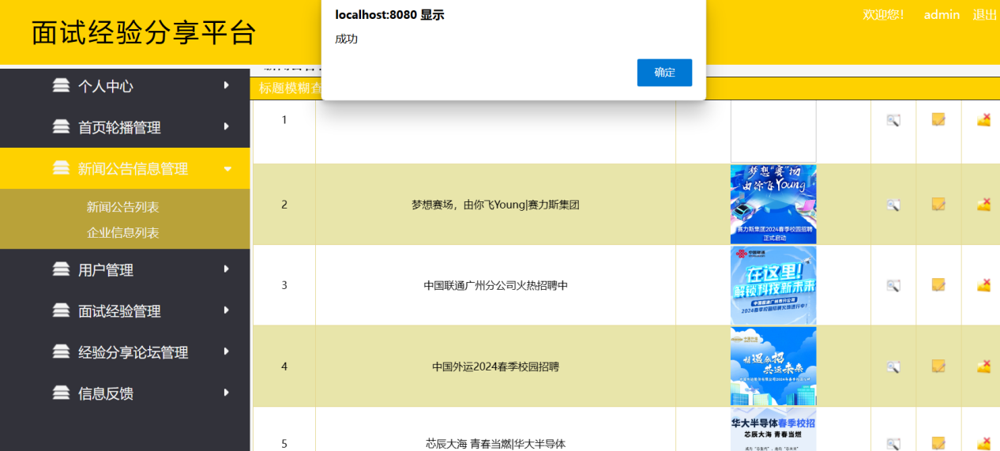 localhost:8080 显示
成功
确定
欢迎您! admin 退出
面试经验分享平台
个人中心
首页轮播管理
新闻公告信息管理
新闻公告列表
企业信息列表
用户管理
面试经验管理
经验分享论坛管理
信息反馈
标题模糊查
1
2 梦想赛场，由你飞Young|赛力斯集团
梦想“赛”场
由你飞Young
赛力斯集团2024春季校园招聘
正式启动
3 中国联通广州分公司火热招聘中
中国联通
在这里!
解锁科技新未来
中国联通广州市分公司
2024春季校园招聘火热进行中!
4 中国外运2024春季校园招聘
中国外运
共运未来
5 芯辰大海 青春当燃|华大半导体
华大半导体春季校招
芯辰大海 青春当燃